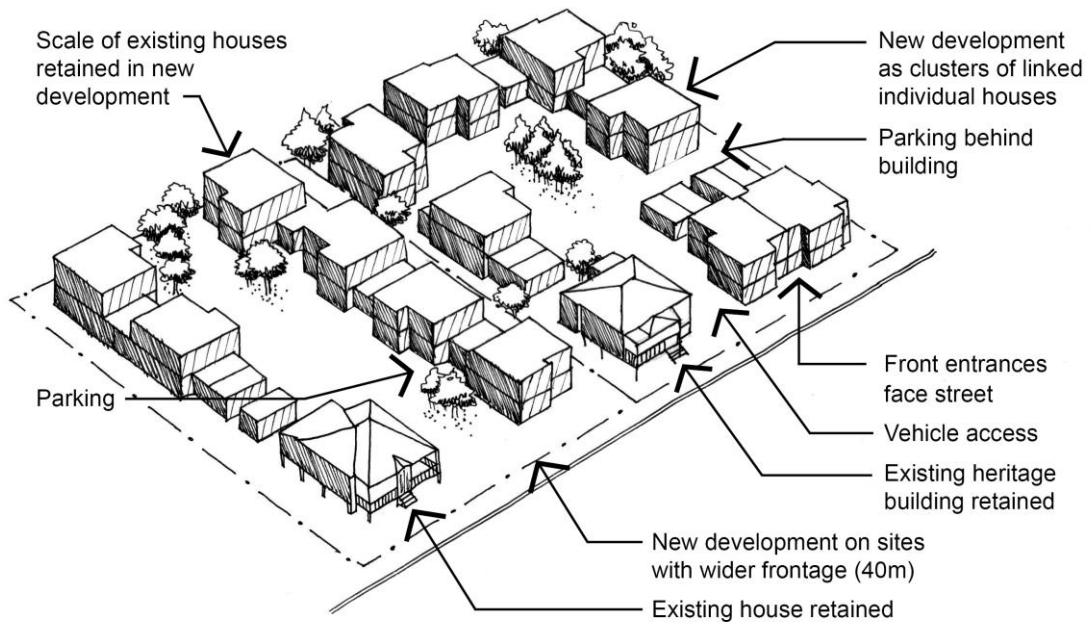 Scale of existing houses
retained in new
development
New development
as clusters of linked
individual houses
Parking behind
building
Parking
Front entrances
face street
Vehicle access
Existing heritage
building retained
New development on sites
with wider frontage (40m)
Existing house retained